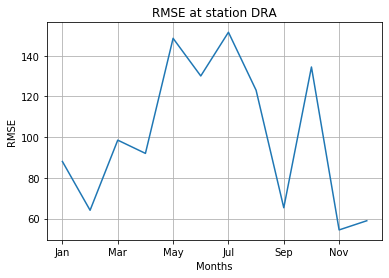 RMSE at station DRA
140
120
100
80
60
RMSE
Jan Mar May Jul Sep Nov
Months